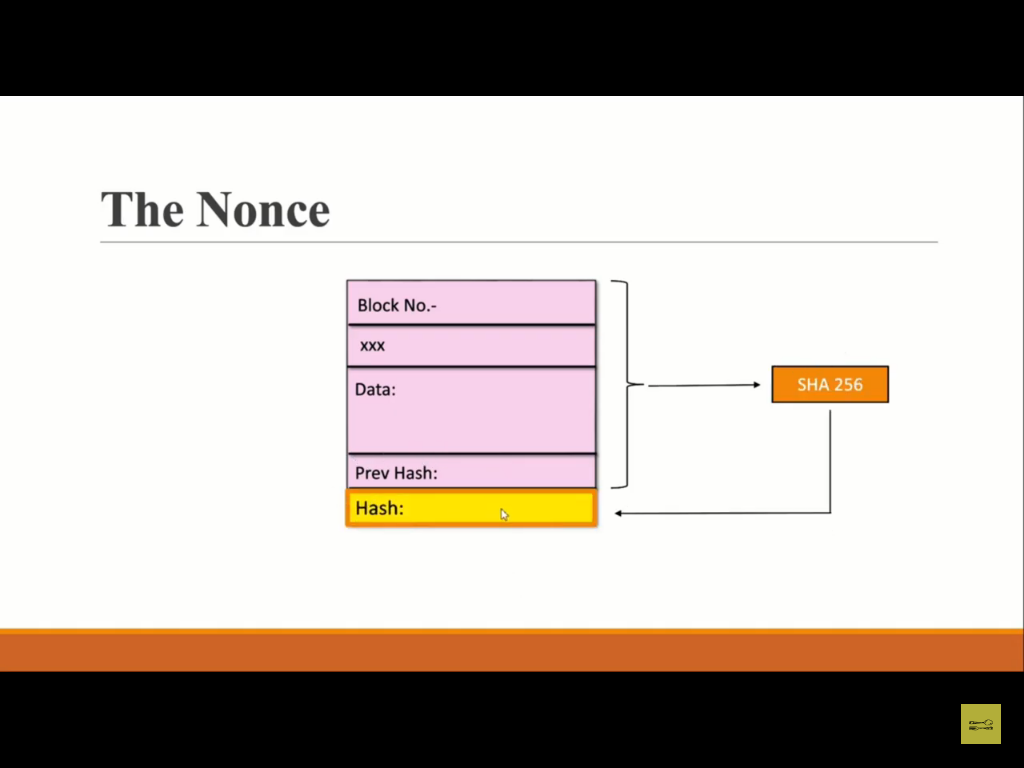 The Nonce
Block No.-
xxx
Data:
Prev Hash:
Hash:
SHA 256